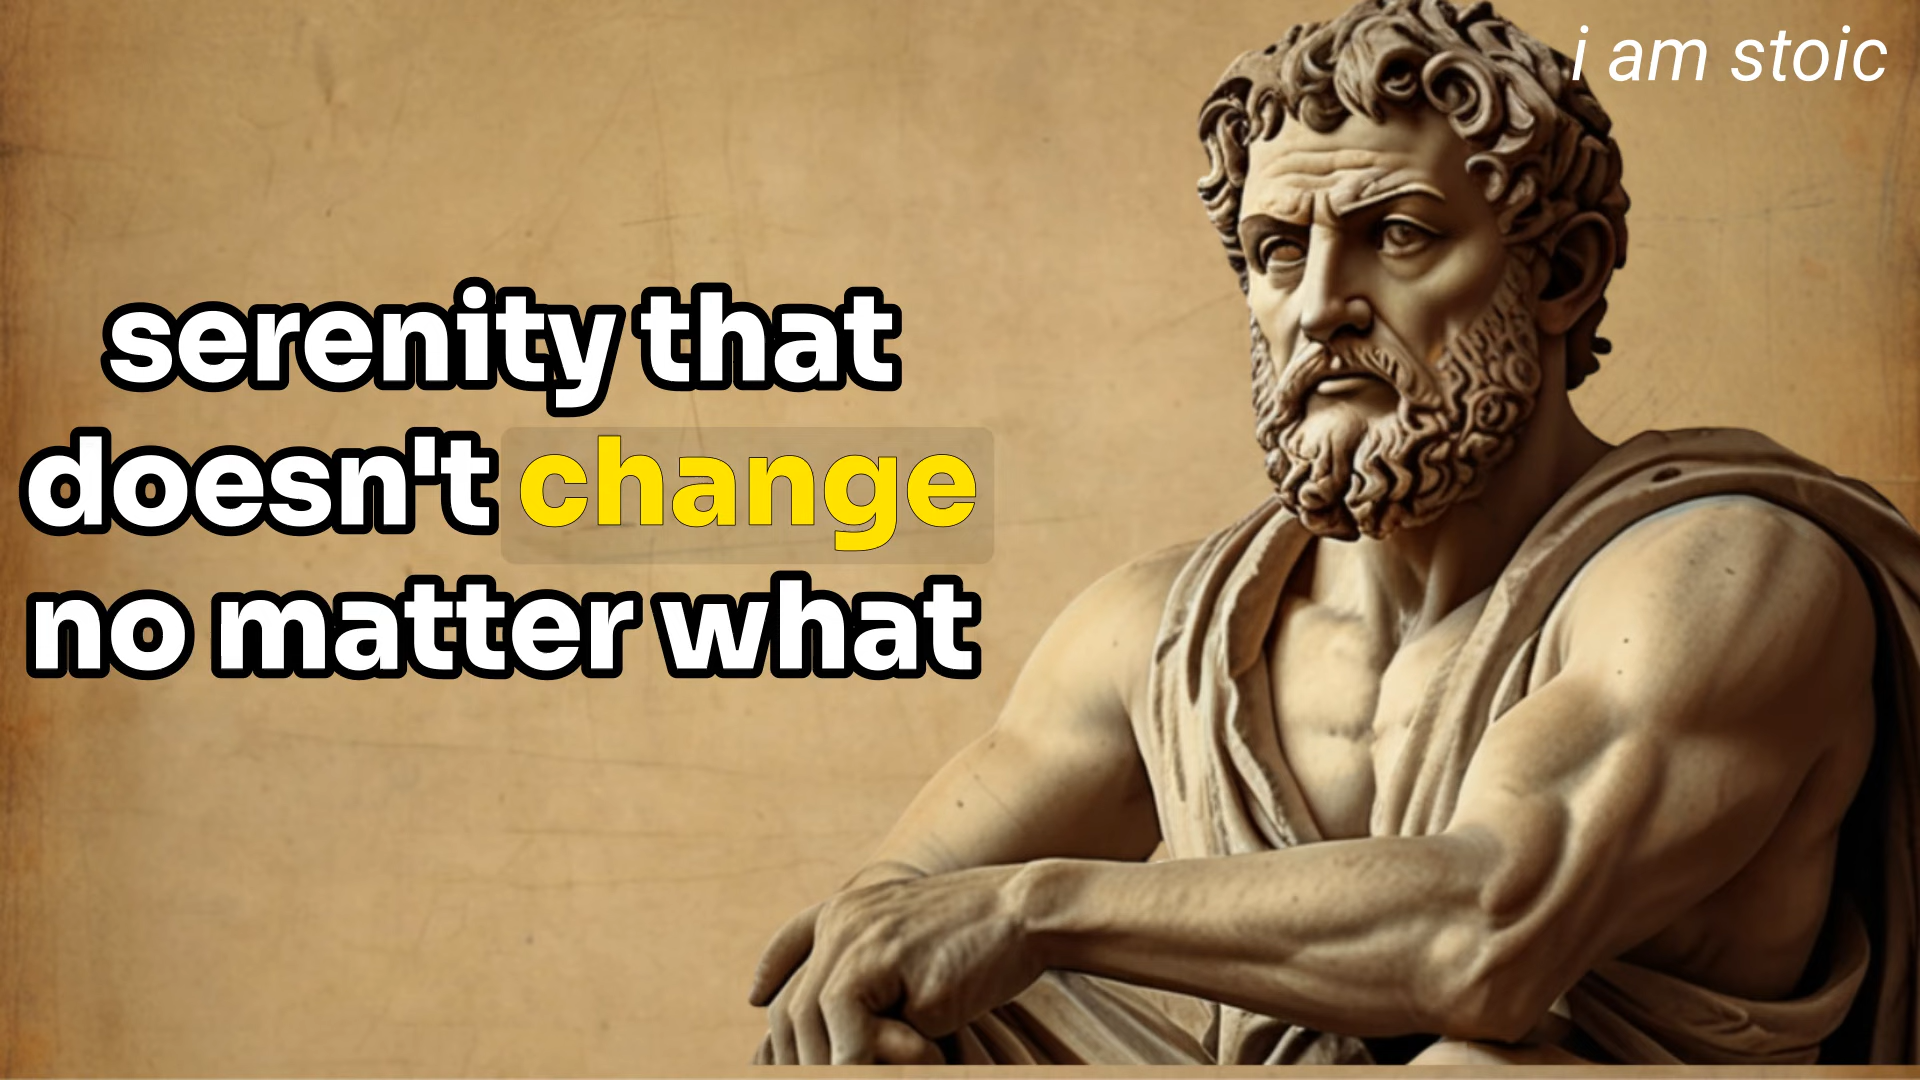 i am stoic
serenity that
doesn't change
no matter what